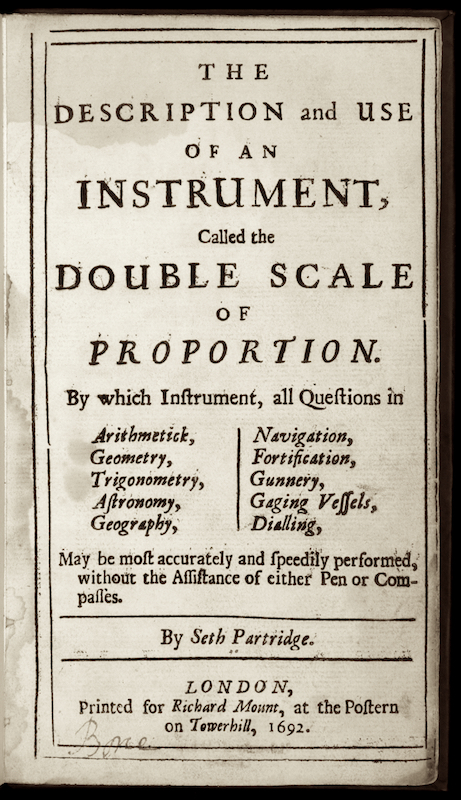 THE
DESCRIPTION and USE
OF AN
INSTRUMENT,
Called the
DOUBLE SCALE
OF
PROPORTION.
By which Inſtrument, all Queſtions in
Arithmetick,
Geometry,
Trigonometry,
Aſtronomy,
Geography,
Navigation,
Fortification,
Gunnery,
Gaging Veſſels,
Dialling,
May be moſt accurately and ſpeedily performed,
without the Aſſiſtance of either Pen or Com-
paſſes.
By Seth Partridge.
LONDON,
Printed for Richard Mount, at the Poſtern
on Towerhill, 1692.